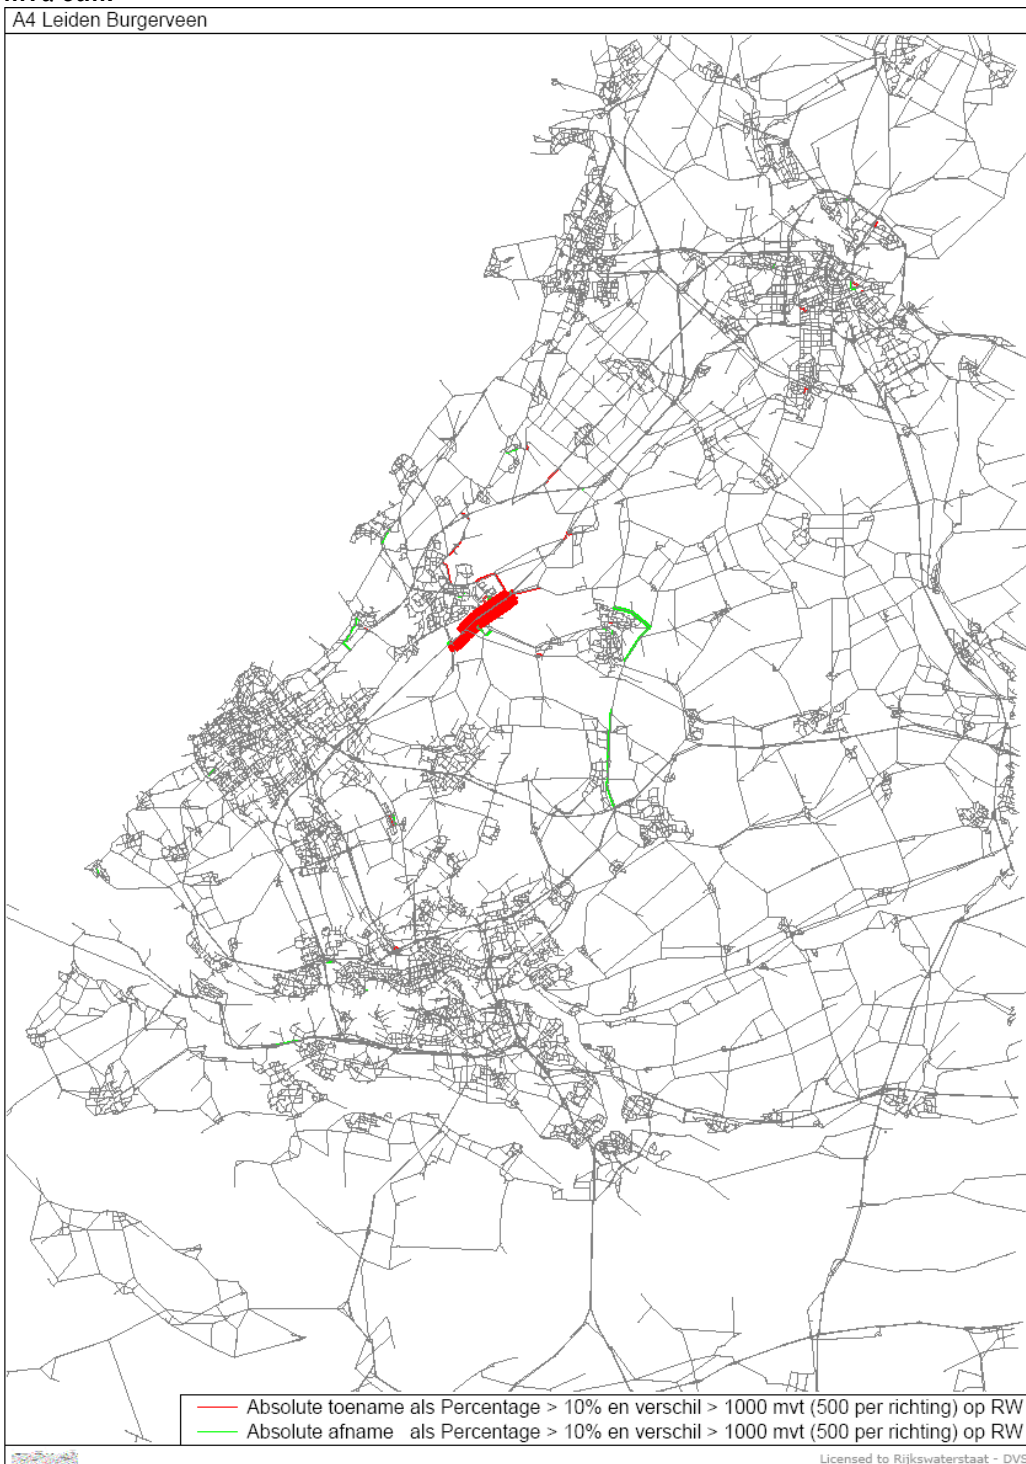 A4 Leiden Burgerveen
Absolute toename als Percentage > 10% en verschil > 1000 mvt (500 per richting) op RW
Absolute afname als Percentage > 10% en verschil > 1000 mvt (500 per richting) op RW
Licensed to Rijkswaterstaat - DVS